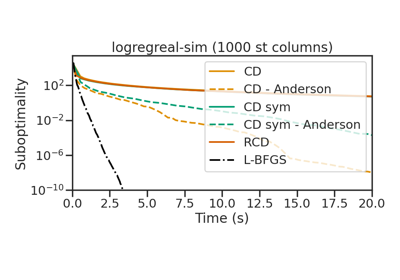 logregreal-sim (1000 st columns)
Suboptimality
10²
10⁻²
10⁻⁶
10⁻¹⁰
CD
CD - Anderson
CD sym
CD sym - Anderson
RCD
L-BFGS
0.0 2.5 5.0 7.5 10.0 12.5 15.0 17.5 20.0
Time (s)